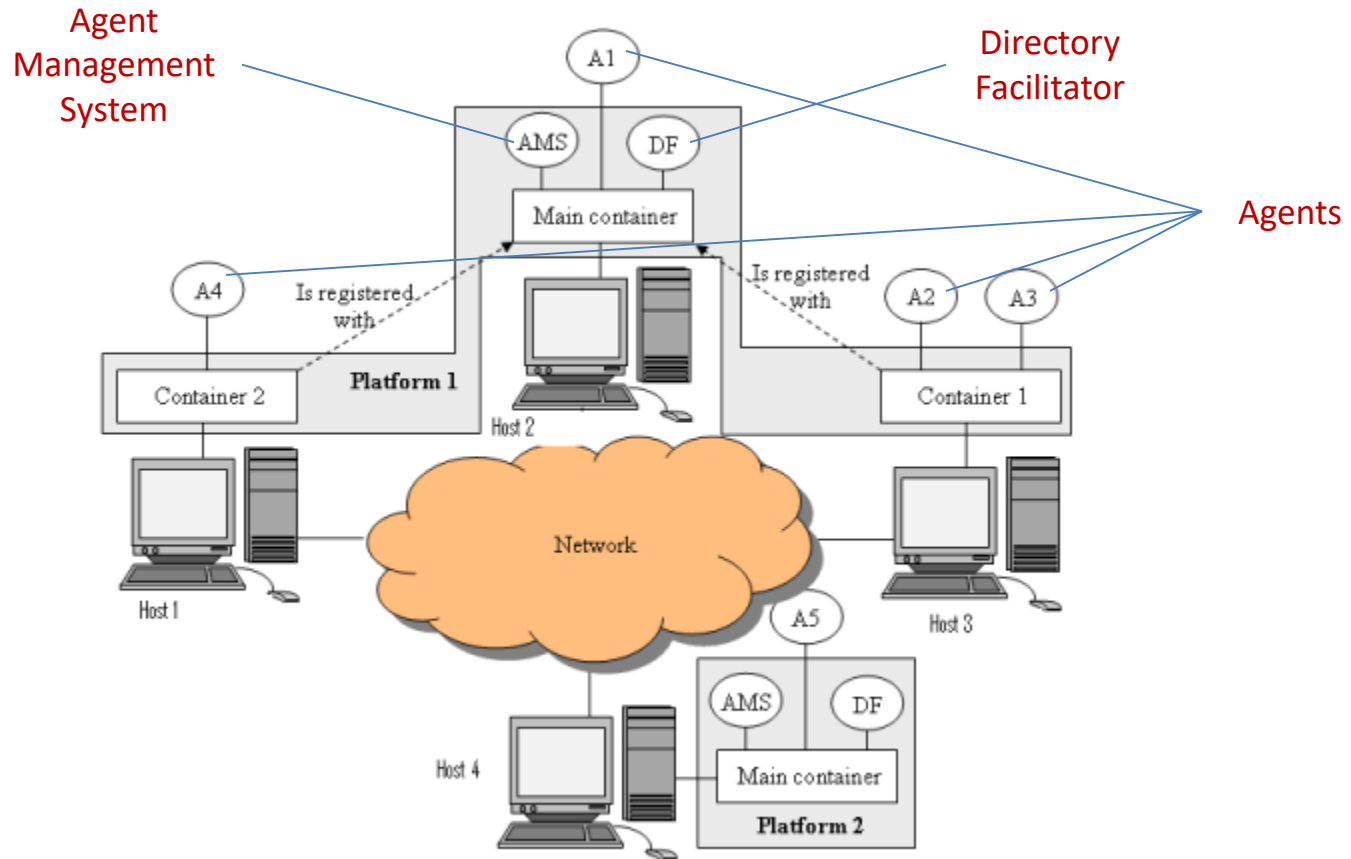 Agent
Management
System
A1
Directory
Facilitator
AMS
DF
Main container
Agents
A4
Is registered
with
Is registered
with
A2
A3
Platform 1
Container 2
Container 1
Host 2
Network
Host 1
Host 3
A5
AMS
DF
Host 4
Main container
Platform 2